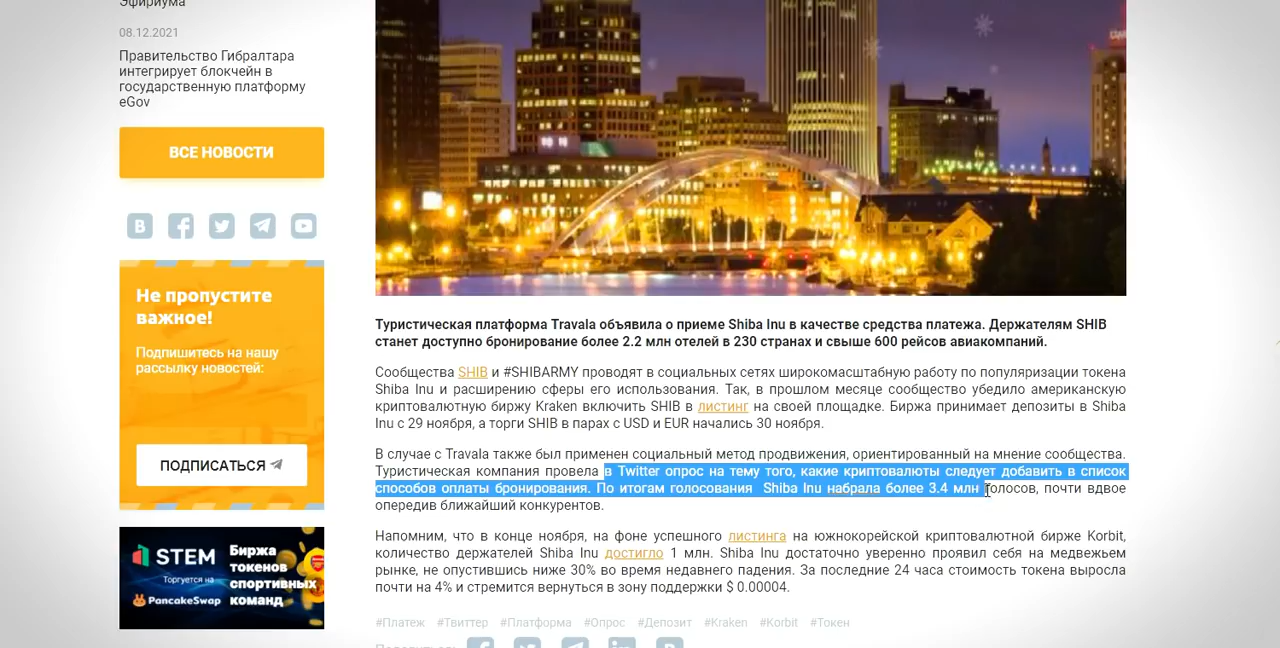 Эфириума
08.12.2021
Правительство Гибралтара
интегрирует блокчейн в
государственную платформу
eGov
ВСЕ НОВОСТИ
Не пропустите
важное!
Подпишитесь на нашу
рассылку новостей:
ПОДПИСАТЬСЯ
STEM
Торгуется на
PancakeSwap
Биржа
токенов
спортивных
команд
Туристическая платформа Travala объявила о приеме Shiba Inu в качестве средства платежа. Держателям SHIB
станет доступно бронирование более 2.2 млн отелей в 230 странах и свыше 600 рейсов авиакомпаний.
Сообщества SHIB и #SHIBARMY проводят в социальных сетях широкомасштабную работу по популяризации токена
Shiba Inu и расширению сферы его использования. Так, в прошлом месяце сообщество убедило американскую
криптовалютную биржу Kraken включить SHIB в листинг на своей площадке. Биржа принимает депозиты в Shiba
Inu с 29 ноября, а торги SHIB в парах с USD и EUR начались 30 ноября.
В случае с Travala также был применен социальный метод продвижения, ориентированный на мнение сообщества.
Туристическая компания провела в Twitter опрос на тему того, какие криптовалюты следует добавить в список
способов оплаты бронирования. По итогам голосования Shiba Inu набрала более 3.4 млн голосов, почти вдвое
опередив ближайший конкурентов.
Напомним, что в конце ноября, на фоне успешного листинга на южнокорейской криптовалютной бирже Korbit,
количество держателей Shiba Inu достигло 1 млн. Shiba Inu достаточно уверенно проявил себя на медвежьем
рынке, не опустившись ниже 30% во время недавнего падения. За последние 24 часа стоимость токена выросла
почти на 4% и стремится вернуться в зону поддержки $ 0.00004.
#Платеж #Твиттер #Платформа #Опрос #Депозит #Kraken #Korbit #Токен
Поделиться: